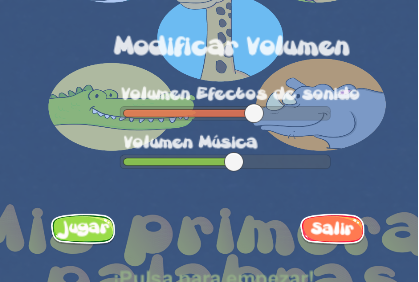 Modificar Volumen
Volumen Efectos de sonido
Volumen Música
Jugar
Salir
Mis primeras
palabras
¡Pulsa para empezar!